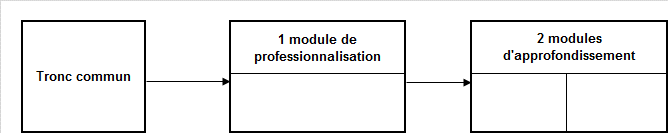 Tronc commun
1 module de
professionnalisation
2 modules
d'approfondissement